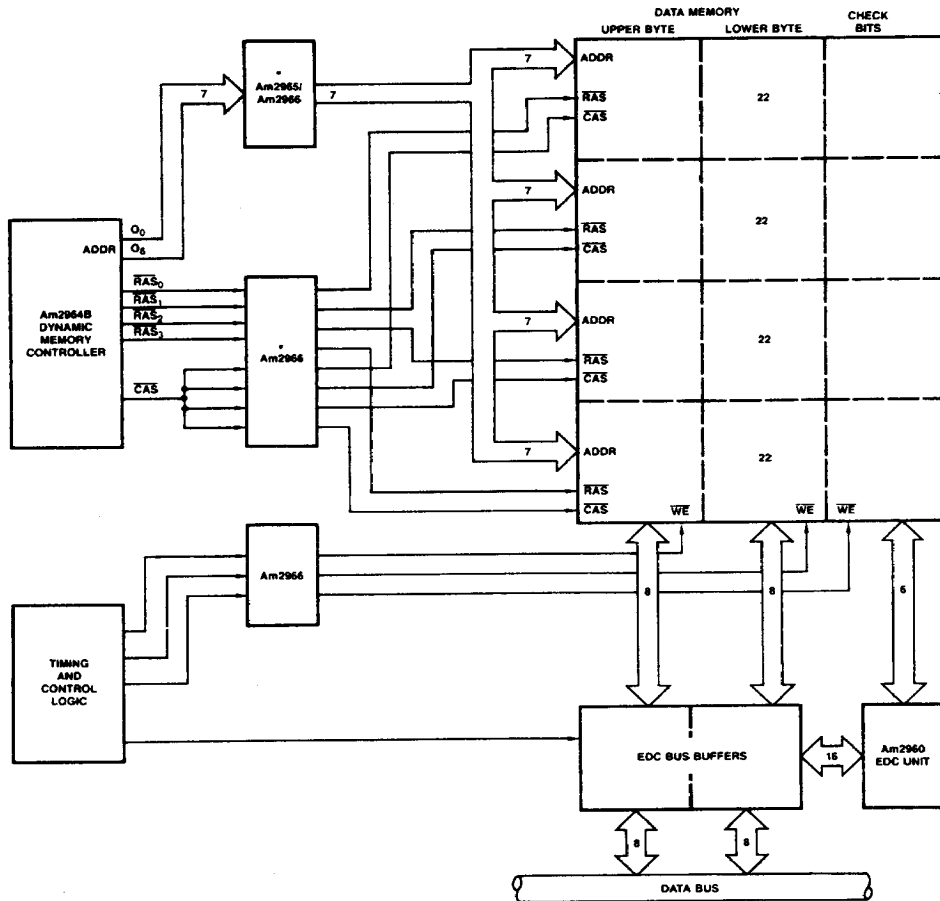 DATA MEMORY
UPPER BYTE
LOWER BYTE
CHECK
BITS
*
Am2965/
Am2966
7
7
7
ADDR
RAS
CAS
22
7
ADDR
RAS
CAS
22
7
ADDR
RAS
CAS
22
7
ADDR
RAS
CAS
22
WE
WE
WE
Am2964B
DYNAMIC
MEMORY
CONTROLLER
ADDR
O0
O6
RAS0
RAS1
RAS2
RAS3
CAS
*
Am2966
Am2966
TIMING
AND
CONTROL
LOGIC
8
8
6
EDC BUS BUFFERS
16
Am2960
EDC UNIT
8
8
DATA BUS